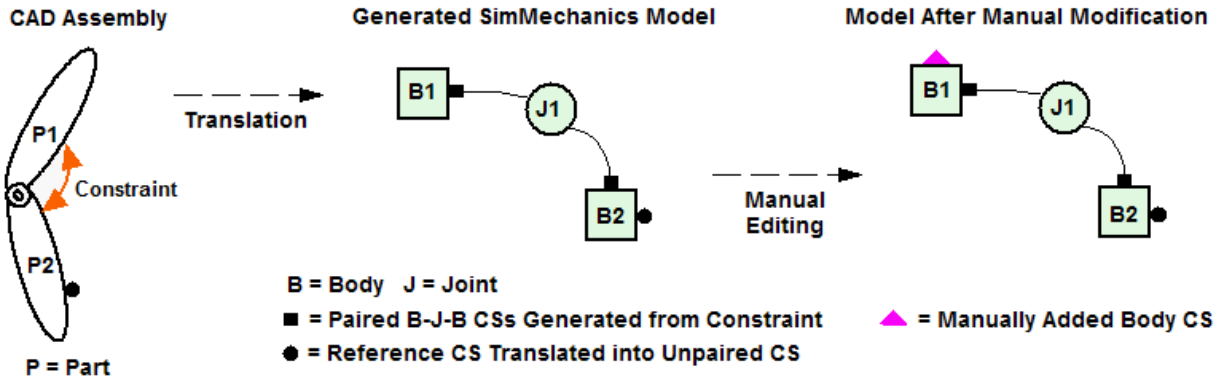 CAD Assembly
Generated SimMechanics Model
Model After Manual Modification
P1
Constraint
P2
P = Part
Translation
B1
J1
B2
Manual
Editing
B1
J1
B2
B = Body J = Joint
= Paired B-J-B CSs Generated from Constraint
= Reference CS Translated into Unpaired CS
= Manually Added Body CS